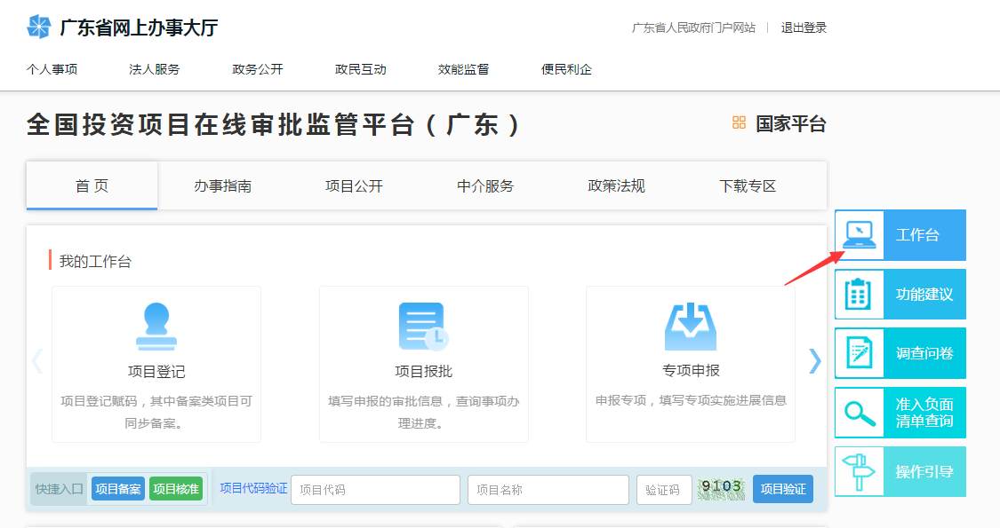 广东省网上办事大厅
广东省人民政府门户网站 | 退出登录
个人事项 法人服务 政务公开 政民互动 效能监督 便民利企
全国投资项目在线审批监管平台（广东）
国家平台
首 页 办事指南 项目公开 中介服务 政策法规 下载专区
我的工作台
项目登记
项目登记赋码，其中备案类项目可
同步备案。
项目报批
填写申报的审批信息，查询事项办
理进度。
专项申报
申报专项，填写专项实施进展信息
快捷入口 项目备案 项目核准 项目代码验证 项目代码 项目名称 验证码 9103 项目验证
工作台
功能建议
调查问卷
准入负面
清单查询
操作引导